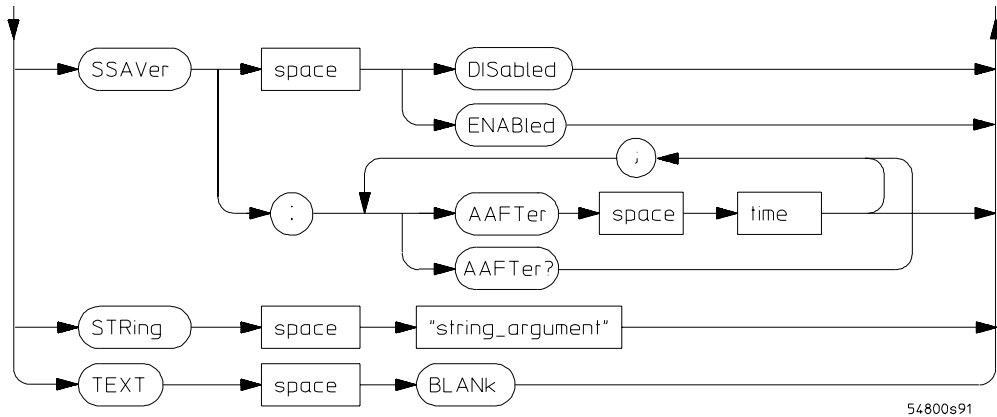 SSAVer space DISabled
ENABled
;
: AAFTer space time
AAFTer?
STRing space "string_argument"
TEXT space BLANk
54800s91